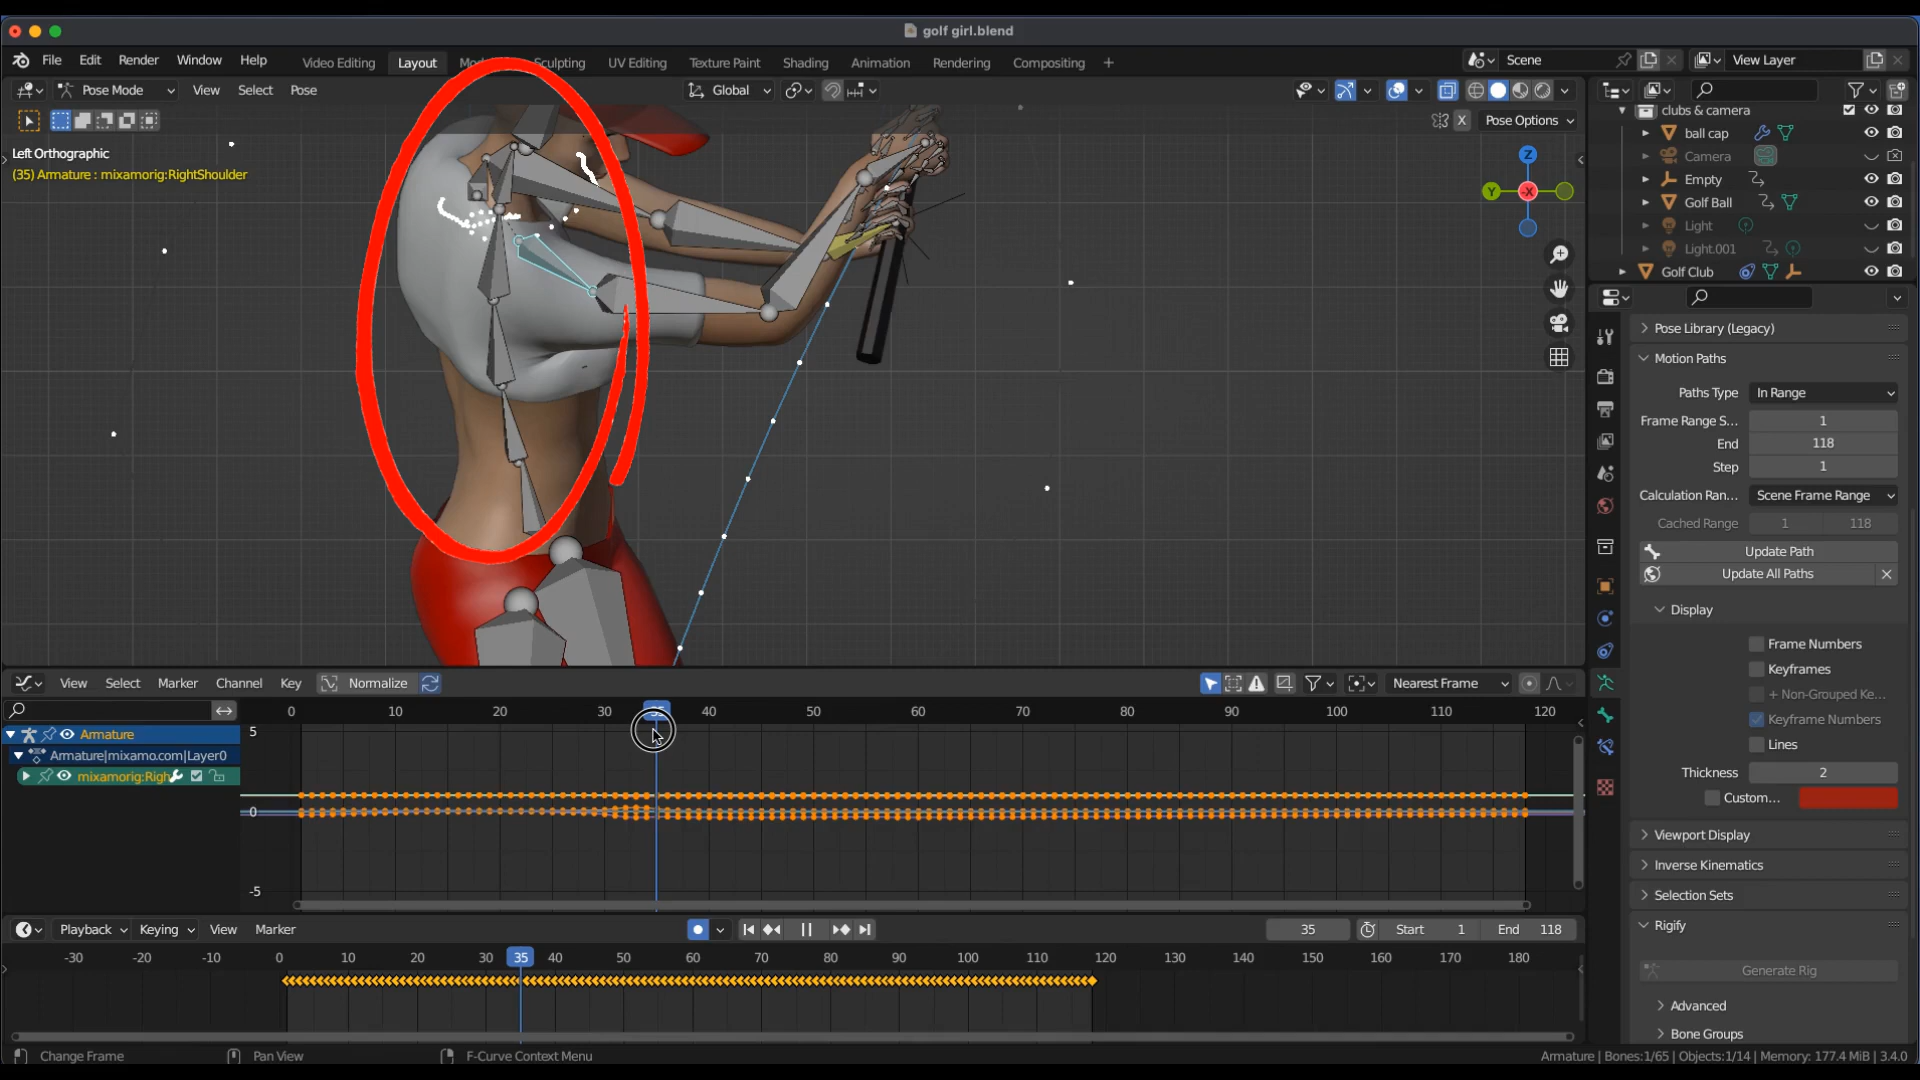 golf girl.blend
File Edit Render Window Help Video Editing Layout Sculpting UV Editing Texture Paint Shading Animation Rendering Compositing + Scene View Layer
Pose Mode View Select Pose Global
X Pose Options
Left Orthographic
(35) Armature : mixamorig:RightShoulder
Z
Y
-X
clubs & camera
ball cap
Camera
Empty
Golf Ball
Light
Light.001
Golf Club
Pose Library (Legacy)
Motion Paths
Paths Type In Range
Frame Range S... 1
End 118
Step 1
Calculation Ran... Scene Frame Range
Cached Range 1 118
Update Path
Update All Paths
Display
Frame Numbers
Keyframes
+ Non-Grouped Ke...
Keyframe Numbers
Lines
Thickness 2
Custom...
Viewport Display
Inverse Kinematics
Selection Sets
Rigify
Generate Rig
Advanced
Bone Groups
View Select Marker Channel Key Normalize Nearest Frame
0 10 20 30 35 40 50 60 70 80 90 100 110 120
Armature
Armature|mixamo.com|Layer0
mixamorig:Righ
5
0
-5
Playback Keying View Marker 35 Start 1 End 118
-30 -20 -10 0 10 20 30 35 40 50 60 70 80 90 100 110 120 130 140 150 160 170 180
Change Frame Pan View F-Curve Context Menu Armature | Bones:1/65 | Objects:1/14 | Memory: 177.4 MiB | 3.4.0